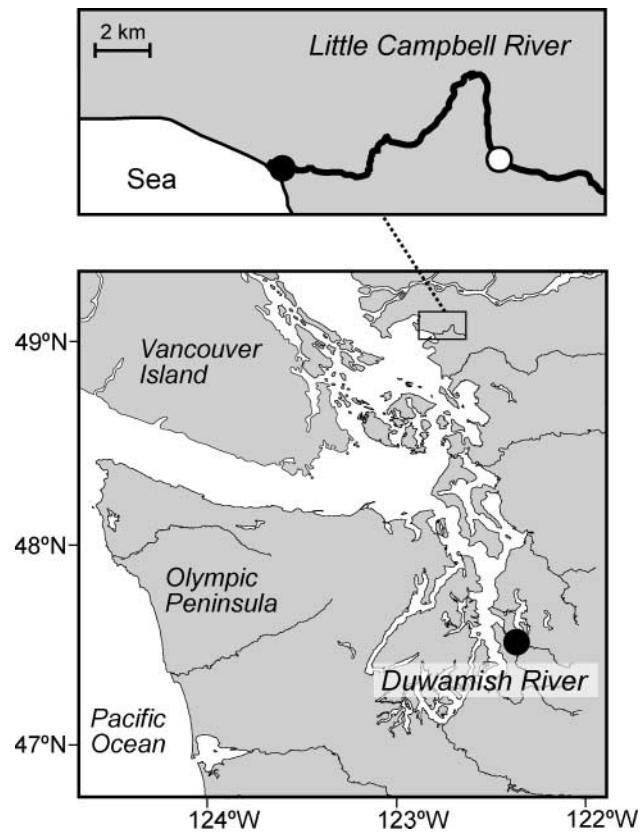 2 km
Little Campbell River
Sea
49ºN
Vancouver
Island
48ºN
Olympic
Peninsula
Duwamish River
Pacific
Ocean
47ºN
124ºW
123ºW
122ºW